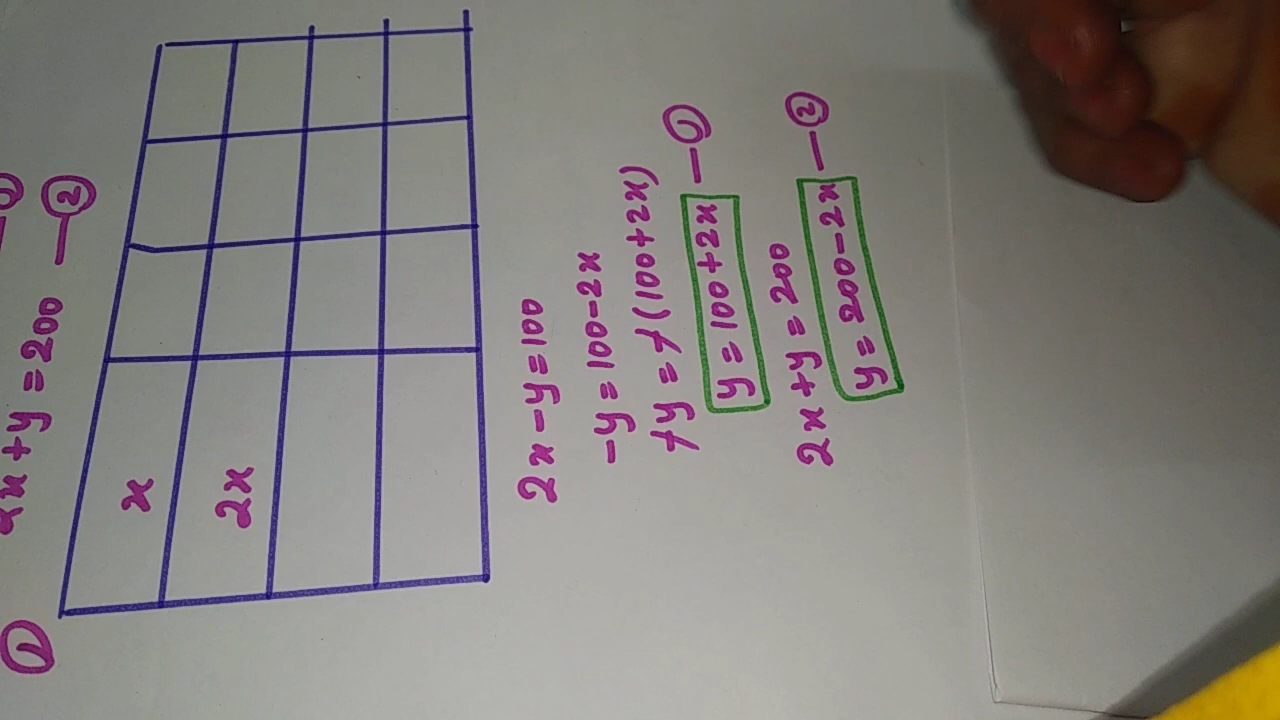 ①
2x + y = 200 — ②
x
2x
2x - y = 100
-y = 100 - 2x
-y = -(100 + 2x)
y = 100 + 2x — ①
2x + y = 200
y = 200 - 2x — ②